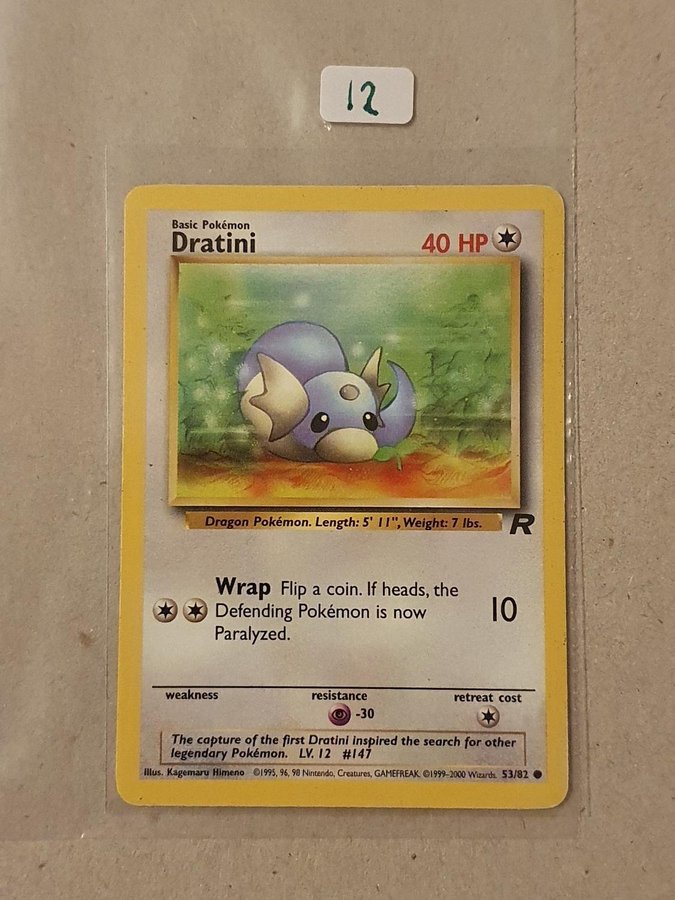 12
Basic Pokémon
Dratini
40 HP
Dragon Pokémon. Length: 5' 11", Weight: 7 lbs.
R
Wrap Flip a coin. If heads, the
Defending Pokémon is now
Paralyzed.
10
weakness resistance retreat cost
-30
The capture of the first Dratini inspired the search for other
legendary Pokémon. LV. 12 #147
Illus. Kagemaru Himeno ©1995, 96, 98 Nintendo, Creatures, GAMEFREAK. ©1999-2000 Wizards. 53/82